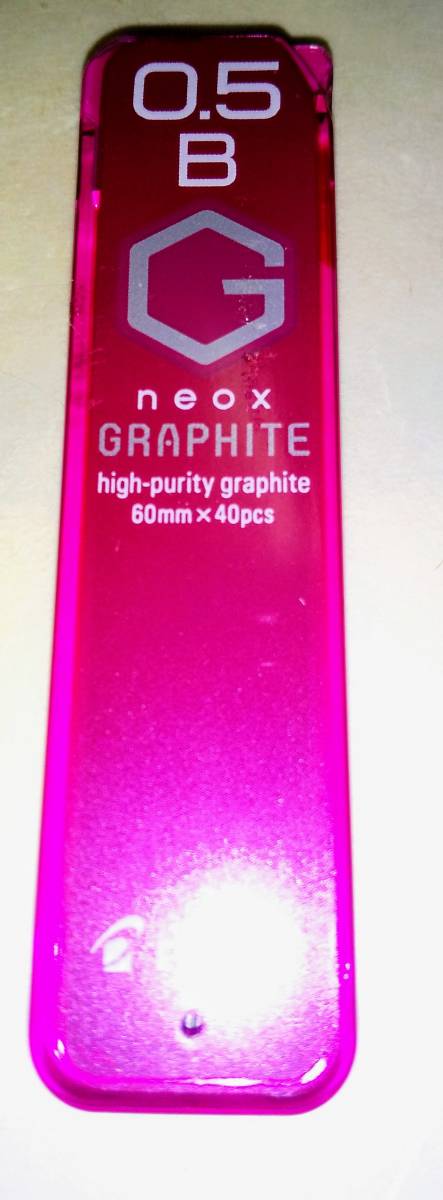 0.5
B
G
neox
GRAPHITE
high-purity graphite
60mm×40pcs